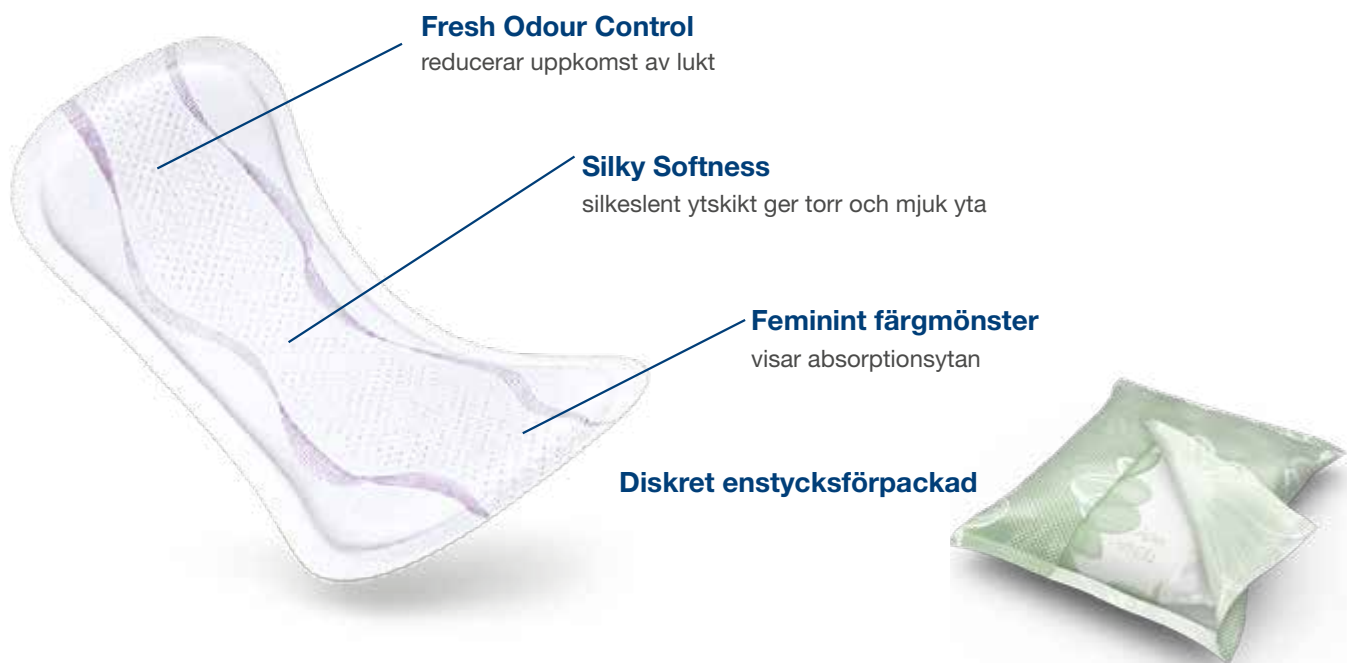 Fresh Odour Control
reducerar uppkomst av lukt
Silky Softness
silkeslent ytskikt ger torr och mjuk yta
Feminint färgmönster
visar absorptionsytan
Diskret enstycksförpackad